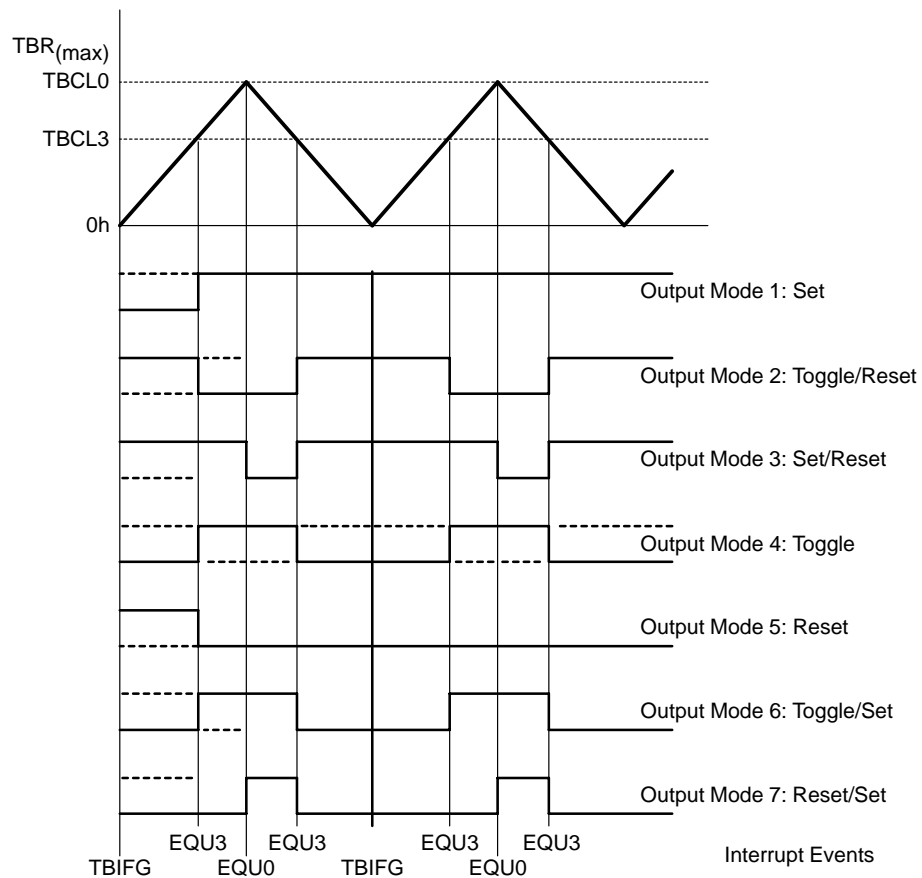 TBR(max)
TBCL0
TBCL3
0h
Output Mode 1: Set
Output Mode 2: Toggle/Reset
Output Mode 3: Set/Reset
Output Mode 4: Toggle
Output Mode 5: Reset
Output Mode 6: Toggle/Set
Output Mode 7: Reset/Set
EQU3 EQU3 EQU3 EQU3
TBIFG EQU0 TBIFG EQU0
Interrupt Events